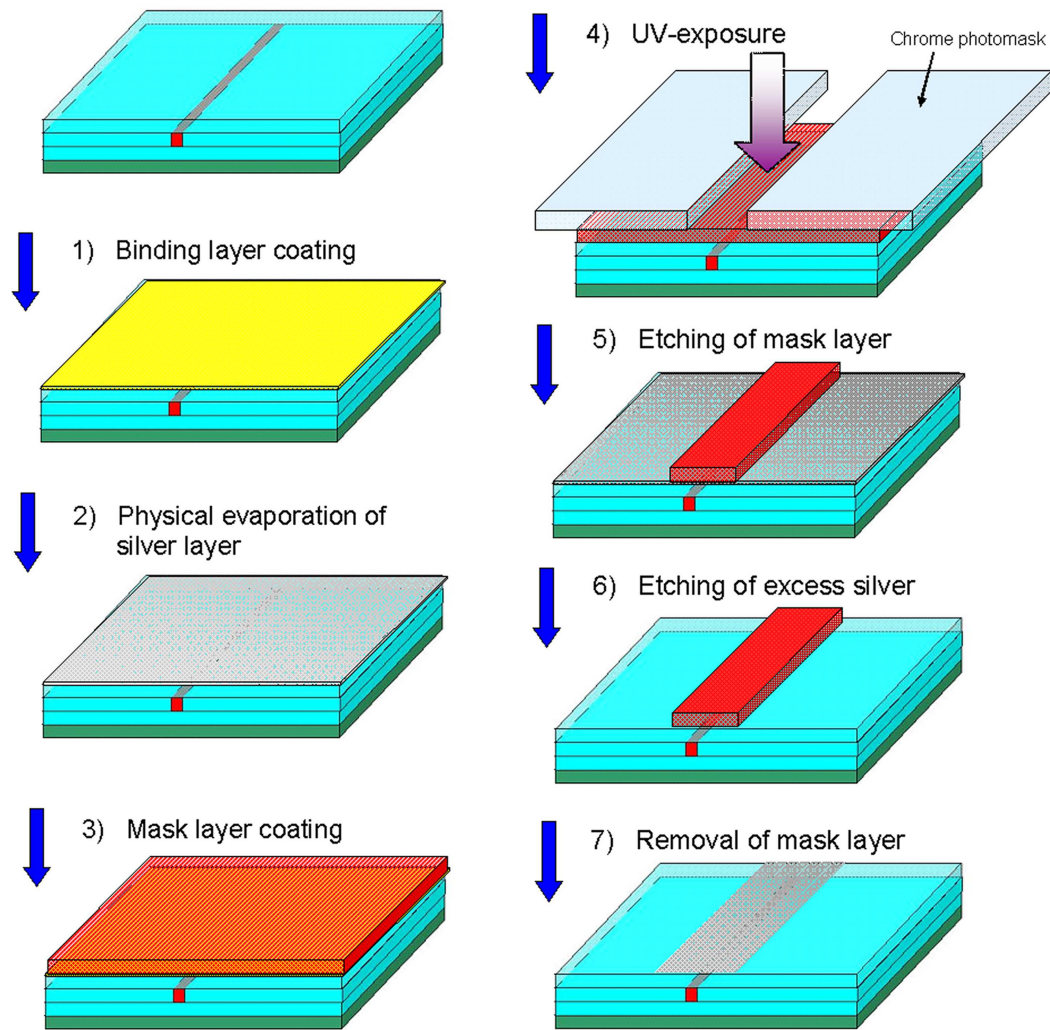 1) Binding layer coating
2) Physical evaporation of
silver layer
3) Mask layer coating
4) UV-exposure
Chrome photomask
5) Etching of mask layer
6) Etching of excess silver
7) Removal of mask layer